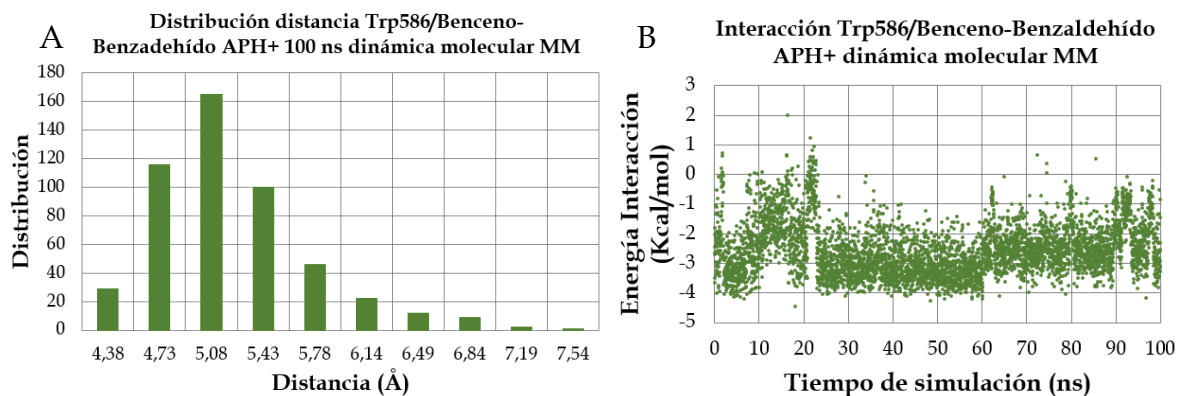 A
Distribución distancia Trp586/Benceno-
Benzadehído APH+ 100 ns dinámica molecular MM
Distribución
180
160
140
120
100
80
60
40
20
0
4,38 4,73 5,08 5,43 5,78 6,14 6,49 6,84 7,19 7,54
Distancia (Å)
B
Interacción Trp586/Benceno-Benzaldehído
APH+ dinámica molecular MM
Energía Interacción
(Kcal/mol)
3
2
1
0
-1
-2
-3
-4
-5
0 10 20 30 40 50 60 70 80 90 100
Tiempo de simulación (ns)